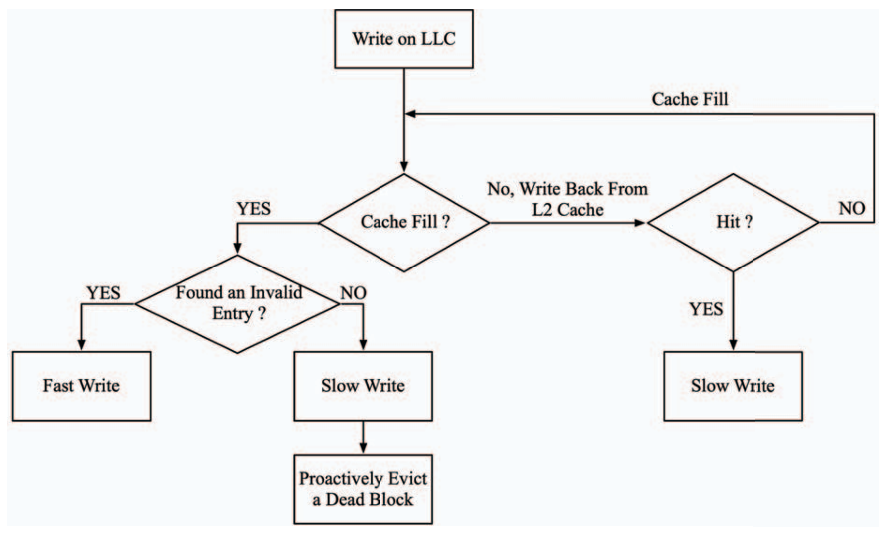 Write on LLC
Cache Fill
No, Write Back From
L2 Cache
YES
Cache Fill ?
Hit ?
NO
YES
Found an Invalid
Entry ?
NO
YES
Fast Write
Slow Write
Slow Write
Proactively Evict
a Dead Block